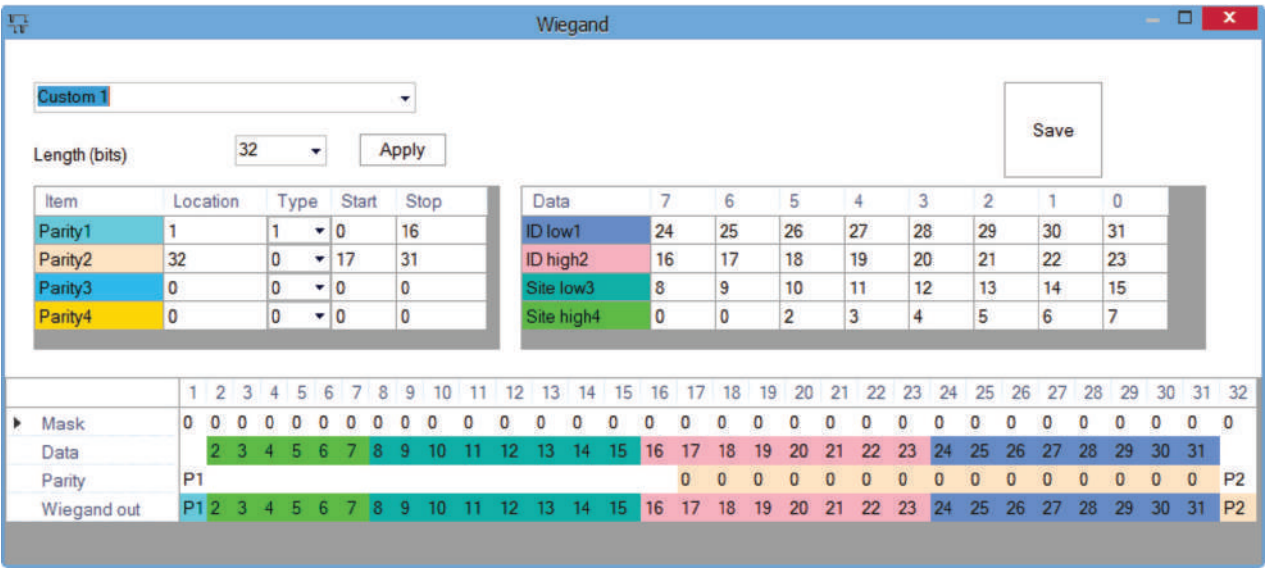 Wiegand
Custom 1
Save
Length (bits) 32 Apply
Item Location Type Start Stop
Parity1 1 1 0 16
Parity2 32 0 17 31
Parity3 0 0 0 0
Parity4 0 0 0 0
Data 7 6 5 4 3 2 1 0
ID low1 24 25 26 27 28 29 30 31
ID high2 16 17 18 19 20 21 22 23
Site low3 8 9 10 11 12 13 14 15
Site high4 0 0 2 3 4 5 6 7
1 2 3 4 5 6 7 8 9 10 11 12 13 14 15 16 17 18 19 20 21 22 23 24 25 26 27 28 29 30 31 32
Mask 0 0 0 0 0 0 0 0 0 0 0 0 0 0 0 0 0 0 0 0 0 0 0 0 0 0 0 0 0 0 0 0
Data 2 3 4 5 6 7 8 9 10 11 12 13 14 15 16 17 18 19 20 21 22 23 24 25 26 27 28 29 30 31
Parity P1 0 0 0 0 0 0 0 0 0 0 0 0 0 0 0 P2
Wiegand out P1 2 3 4 5 6 7 8 9 10 11 12 13 14 15 16 17 18 19 20 21 22 23 24 25 26 27 28 29 30 31 P2